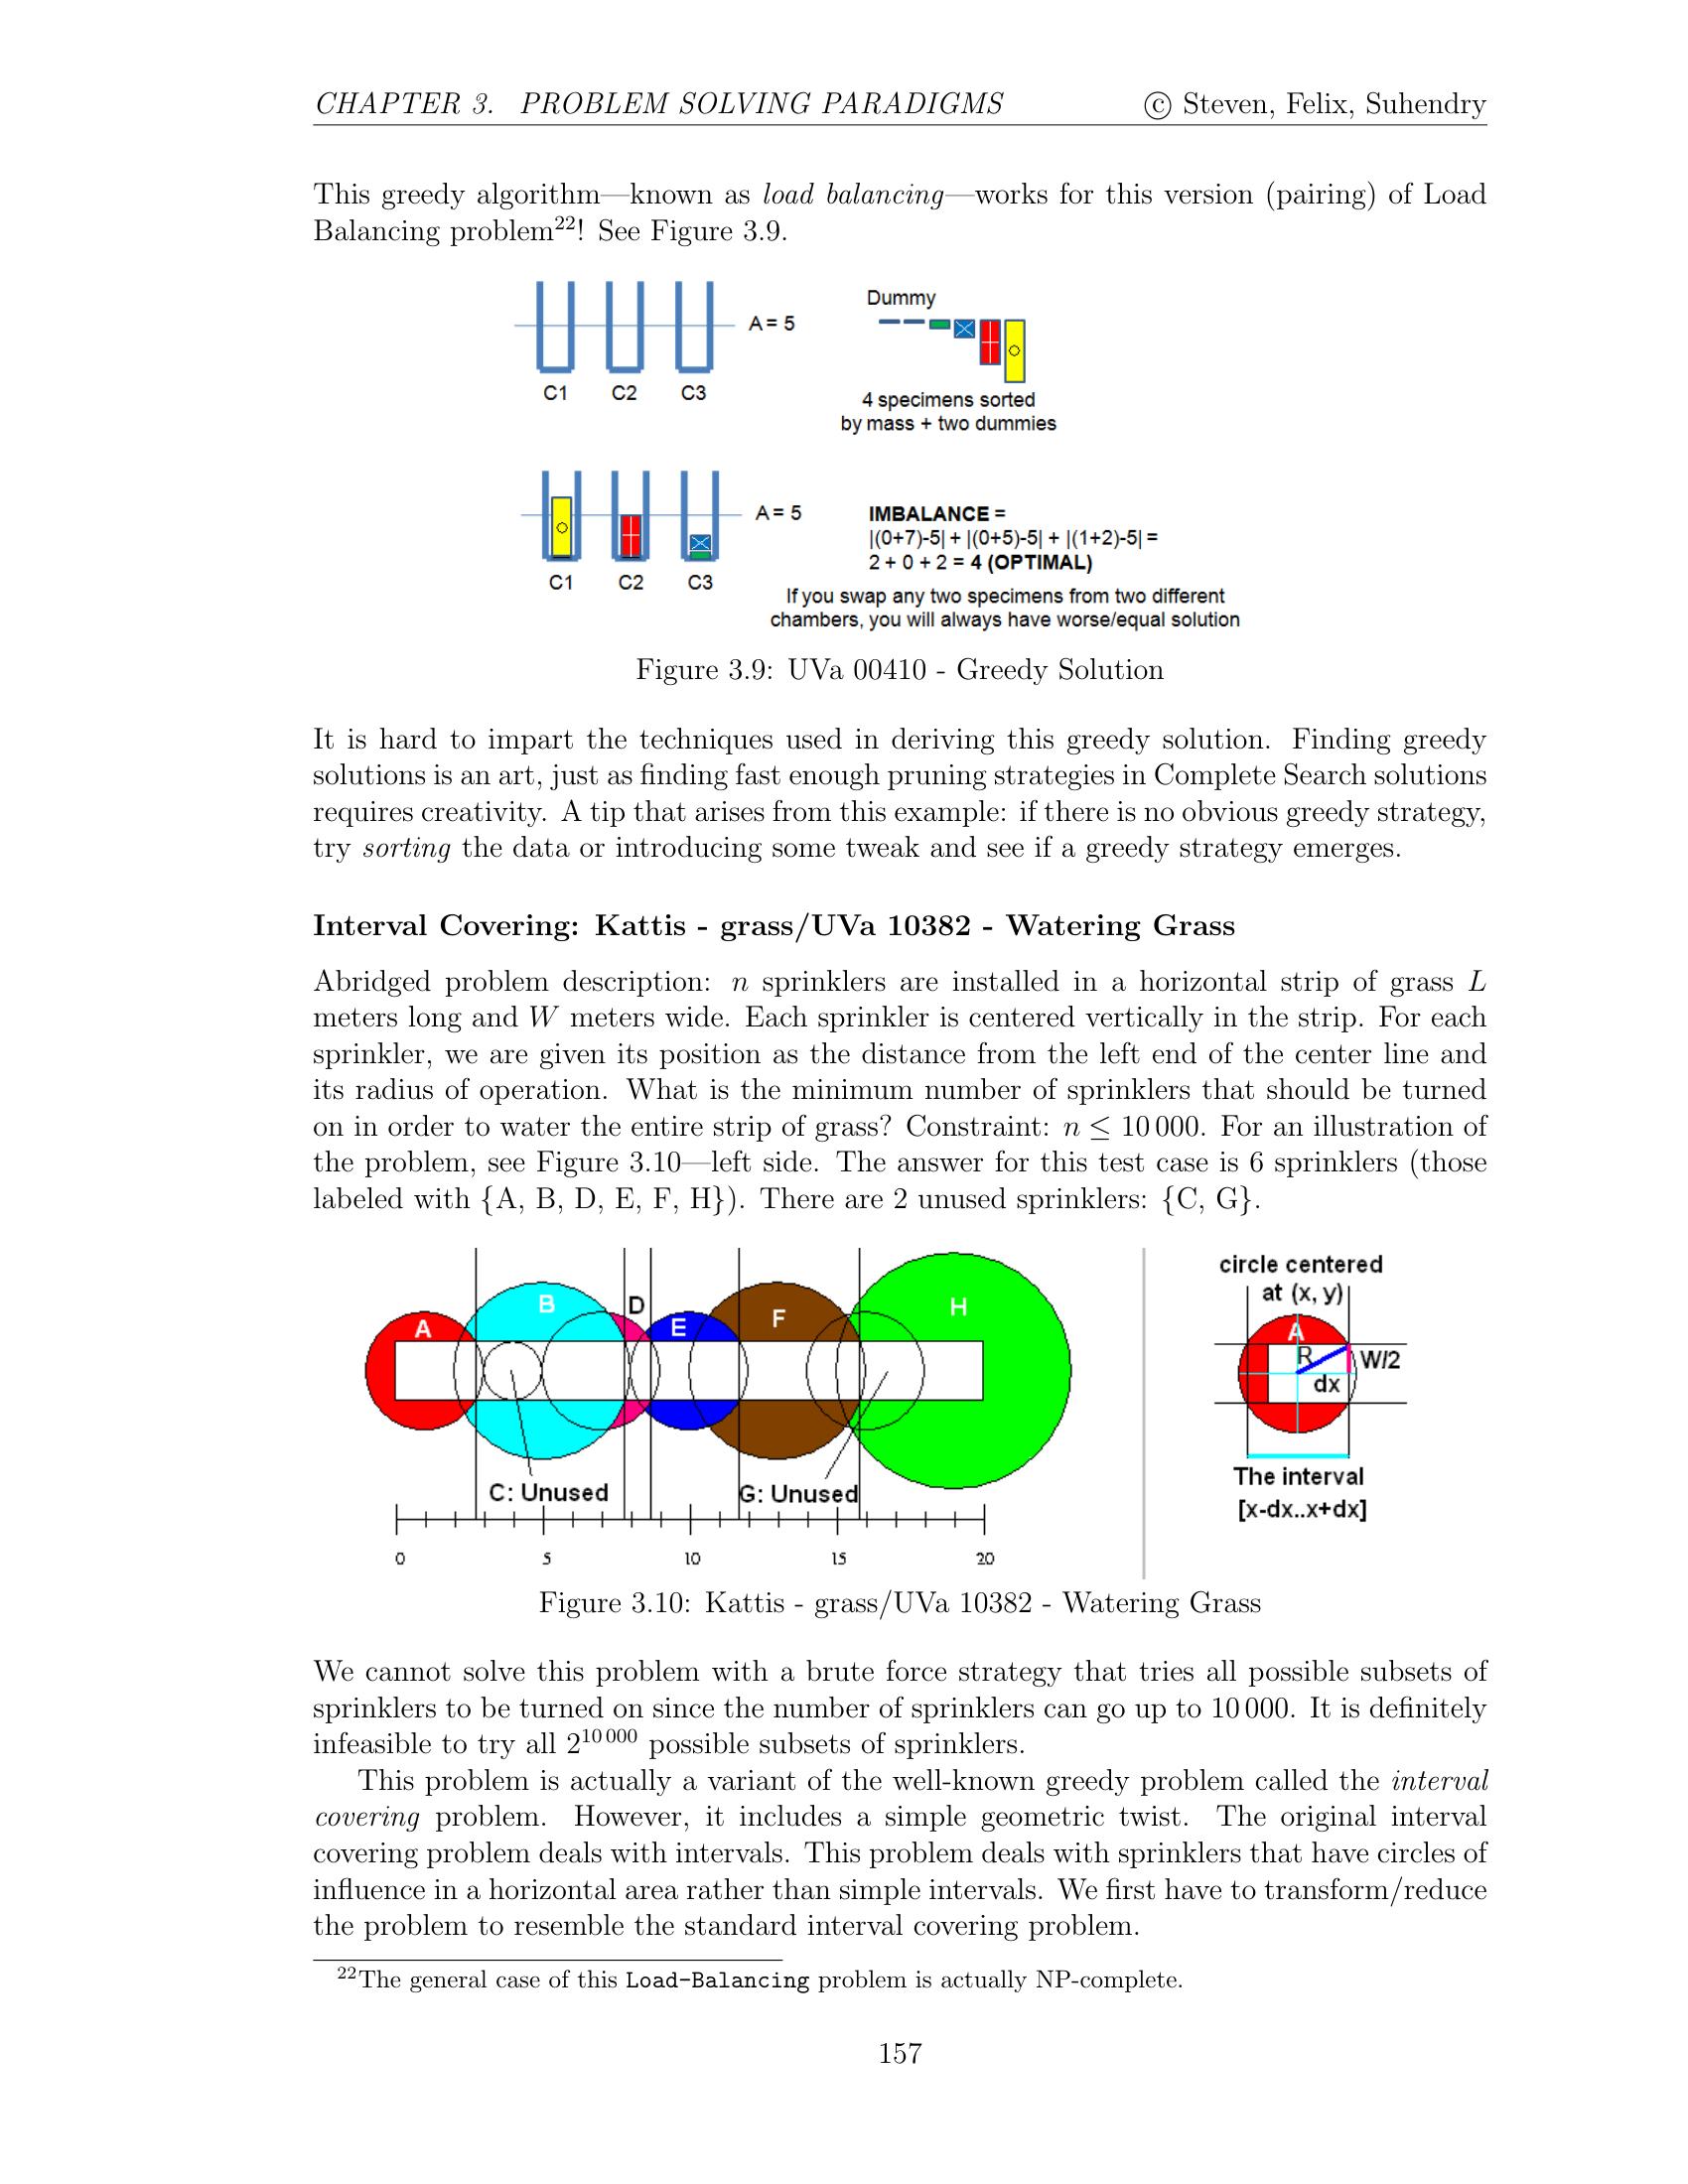 CHAPTER 3. PROBLEM SOLVING PARADIGMS © Steven, Felix, Suhendry
This greedy algorithm—known as load balancing—works for this version (pairing) of Load
Balancing problem²²! See Figure 3.9.
A = 5
C1 C2 C3
Dummy
4 specimens sorted
by mass + two dummies
A = 5
C1 C2 C3
IMBALANCE =
|(0+7)-5| + |(0+5)-5| + |(1+2)-5| =
2 + 0 + 2 = 4 (OPTIMAL)
If you swap any two specimens from two different
chambers, you will always have worse/equal solution
Figure 3.9: UVa 00410 - Greedy Solution
It is hard to impart the techniques used in deriving this greedy solution. Finding greedy
solutions is an art, just as finding fast enough pruning strategies in Complete Search solutions
requires creativity. A tip that arises from this example: if there is no obvious greedy strategy,
try sorting the data or introducing some tweak and see if a greedy strategy emerges.
Interval Covering: Kattis - grass/UVa 10382 - Watering Grass
Abridged problem description: n sprinklers are installed in a horizontal strip of grass L
meters long and W meters wide. Each sprinkler is centered vertically in the strip. For each
sprinkler, we are given its position as the distance from the left end of the center line and
its radius of operation. What is the minimum number of sprinklers that should be turned
on in order to water the entire strip of grass? Constraint: n ≤ 10 000. For an illustration of
the problem, see Figure 3.10—left side. The answer for this test case is 6 sprinklers (those
labeled with {A, B, D, E, F, H}). There are 2 unused sprinklers: {C, G}.
A B D E F H
C: Unused G: Unused
0 5 10 15 20
circle centered
at (x, y)
A
R W/2
dx
The interval
[x-dx..x+dx]
Figure 3.10: Kattis - grass/UVa 10382 - Watering Grass
We cannot solve this problem with a brute force strategy that tries all possible subsets of
sprinklers to be turned on since the number of sprinklers can go up to 10 000. It is definitely
infeasible to try all 2¹⁰ ⁰⁰⁰ possible subsets of sprinklers.
This problem is actually a variant of the well-known greedy problem called the interval
covering problem. However, it includes a simple geometric twist. The original interval
covering problem deals with intervals. This problem deals with sprinklers that have circles of
influence in a horizontal area rather than simple intervals. We first have to transform/reduce
the problem to resemble the standard interval covering problem.
²²The general case of this Load-Balancing problem is actually NP-complete.
157